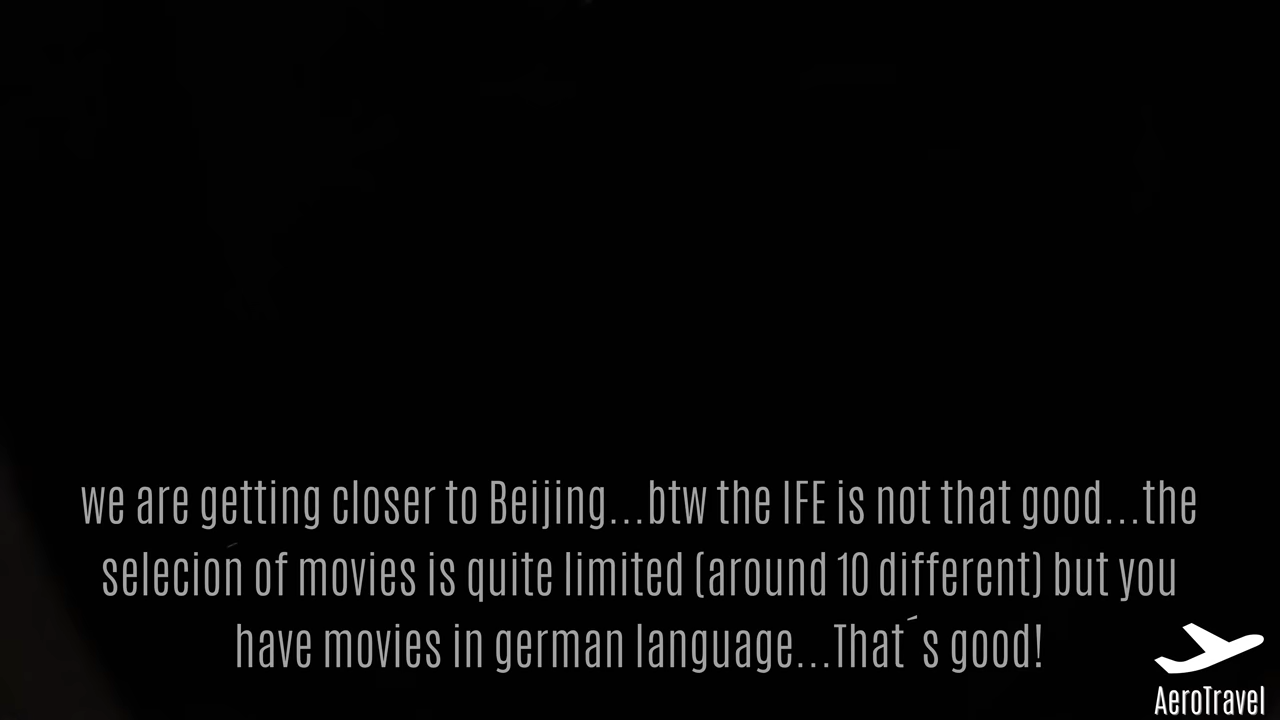 we are getting closer to Beijing...btw the IFE is not that good...the
selecion of movies is quite limited (around 10 different) but you
have movies in german language...That´s good!
AeroTravel